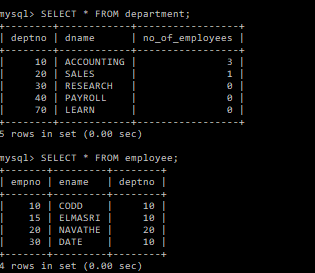 mysql> SELECT * FROM department;
+--------+------------+-----------------+
| deptno | dname      | no_of_employees |
+--------+------------+-----------------+
|     10 | ACCOUNTING |               3 |
|     20 | SALES      |               1 |
|     30 | RESEARCH   |               0 |
|     40 | PAYROLL    |               0 |
|     70 | LEARN      |               0 |
+--------+------------+-----------------+
5 rows in set (0.00 sec)
mysql> SELECT * FROM employee;
+-------+---------+--------+
| empno | ename   | deptno |
+-------+---------+--------+
|    10 | CODD    |     10 |
|    15 | ELMASRI |     10 |
|    20 | NAVATHE |     20 |
|    30 | DATE    |     10 |
+-------+---------+--------+
4 rows in set (0.00 sec)